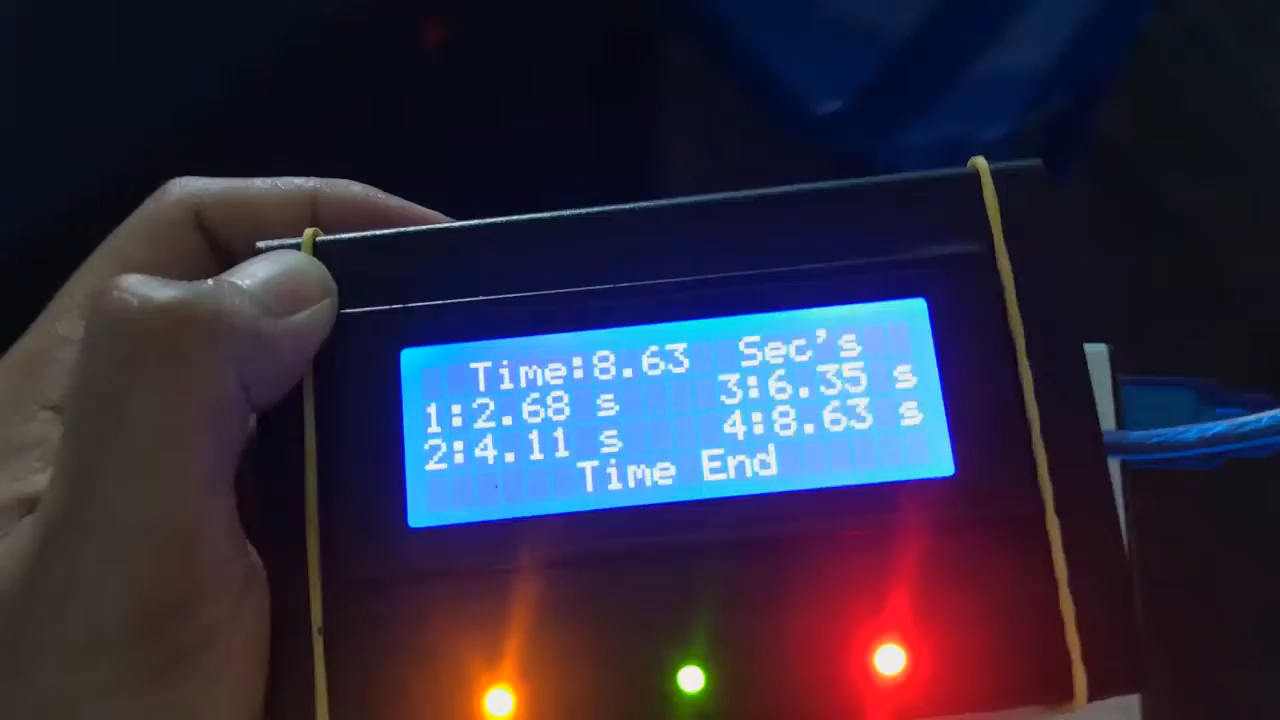 Time:8.63 Sec's
1:2.68 s 3:6.35 s
2:4.11 s 4:8.63 s
Time End